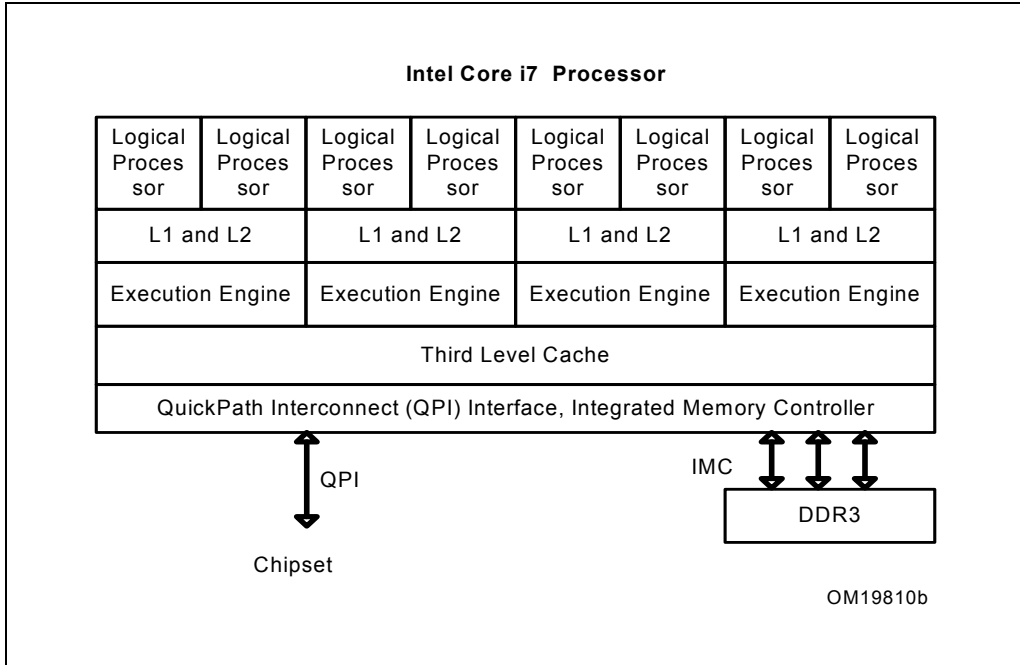 Intel Core i7 Processor
Logical Logical Logical Logical Logical Logical Logical Logical
Proces Proces Proces Proces Proces Proces Proces Proces
sor sor sor sor sor sor sor sor
L1 and L2 L1 and L2 L1 and L2 L1 and L2
Execution Engine Execution Engine Execution Engine Execution Engine
Third Level Cache
QuickPath Interconnect (QPI) Interface, Integrated Memory Controller
QPI IMC
DDR3
Chipset
OM19810b